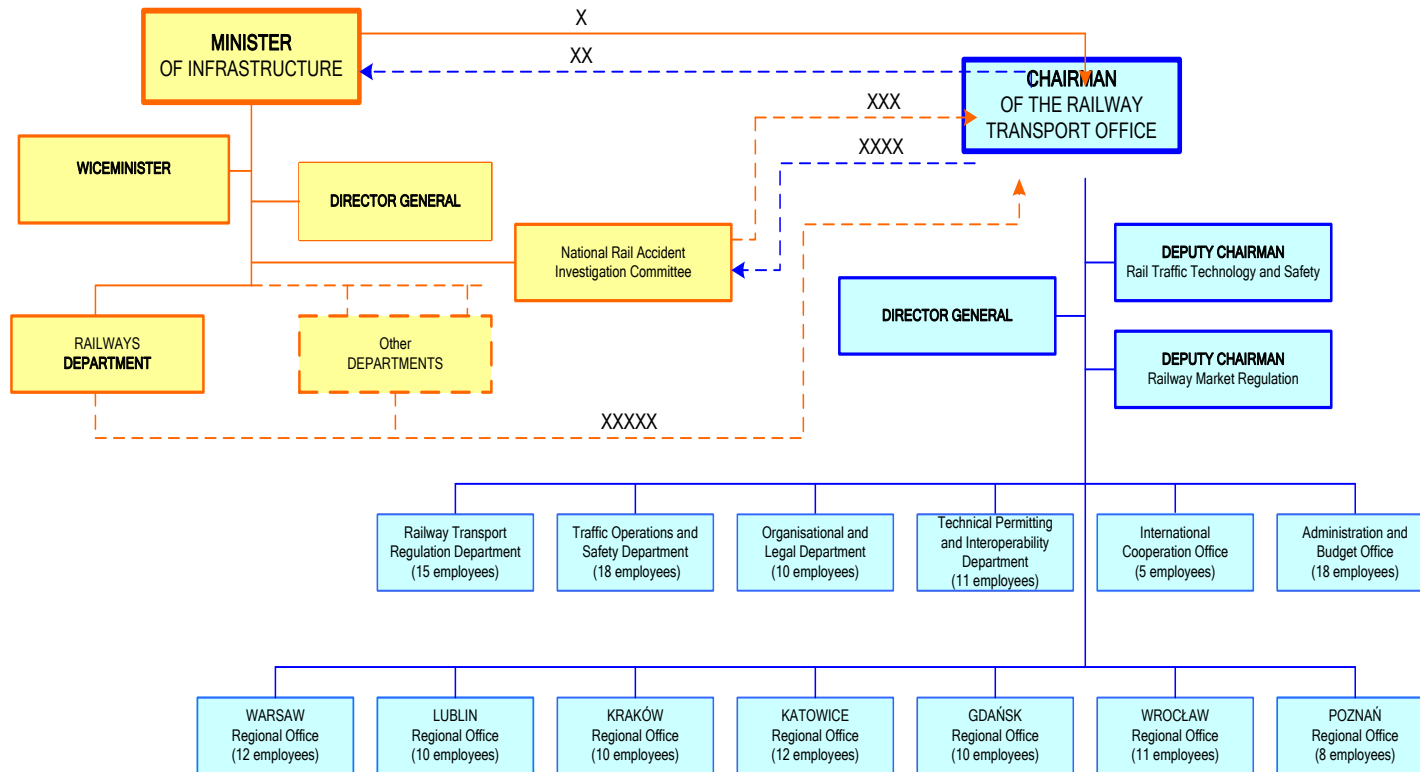 X
MINISTER
OF INFRASTRUCTURE
XX
CHAIRMAN
OF THE RAILWAY
TRANSPORT OFFICE
XXX
XXXX
WICEMINISTER
DIRECTOR GENERAL
National Rail Accident
Investigation Committee
DEPUTY CHAIRMAN
Rail Traffic Technology and Safety
DIRECTOR GENERAL
RAILWAYS
DEPARTMENT
Other
DEPARTMENTS
DEPUTY CHAIRMAN
Railway Market Regulation
XXXXX
Railway Transport
Regulation Department
(15 employees)
Traffic Operations and
Safety Department
(18 employees)
Organisational and
Legal Department
(10 employees)
Technical Permitting
and Interoperability
Department
(11 employees)
International
Cooperation Office
(5 employees)
Administration and
Budget Office
(18 employees)
WARSAW
Regional Office
(12 employees)
LUBLIN
Regional Office
(10 employees)
KRAKÓW
Regional Office
(10 employees)
KATOWICE
Regional Office
(12 employees)
GDAŃSK
Regional Office
(10 employees)
WROCŁAW
Regional Office
(11 employees)
POZNAŃ
Regional Office
(8 employees)